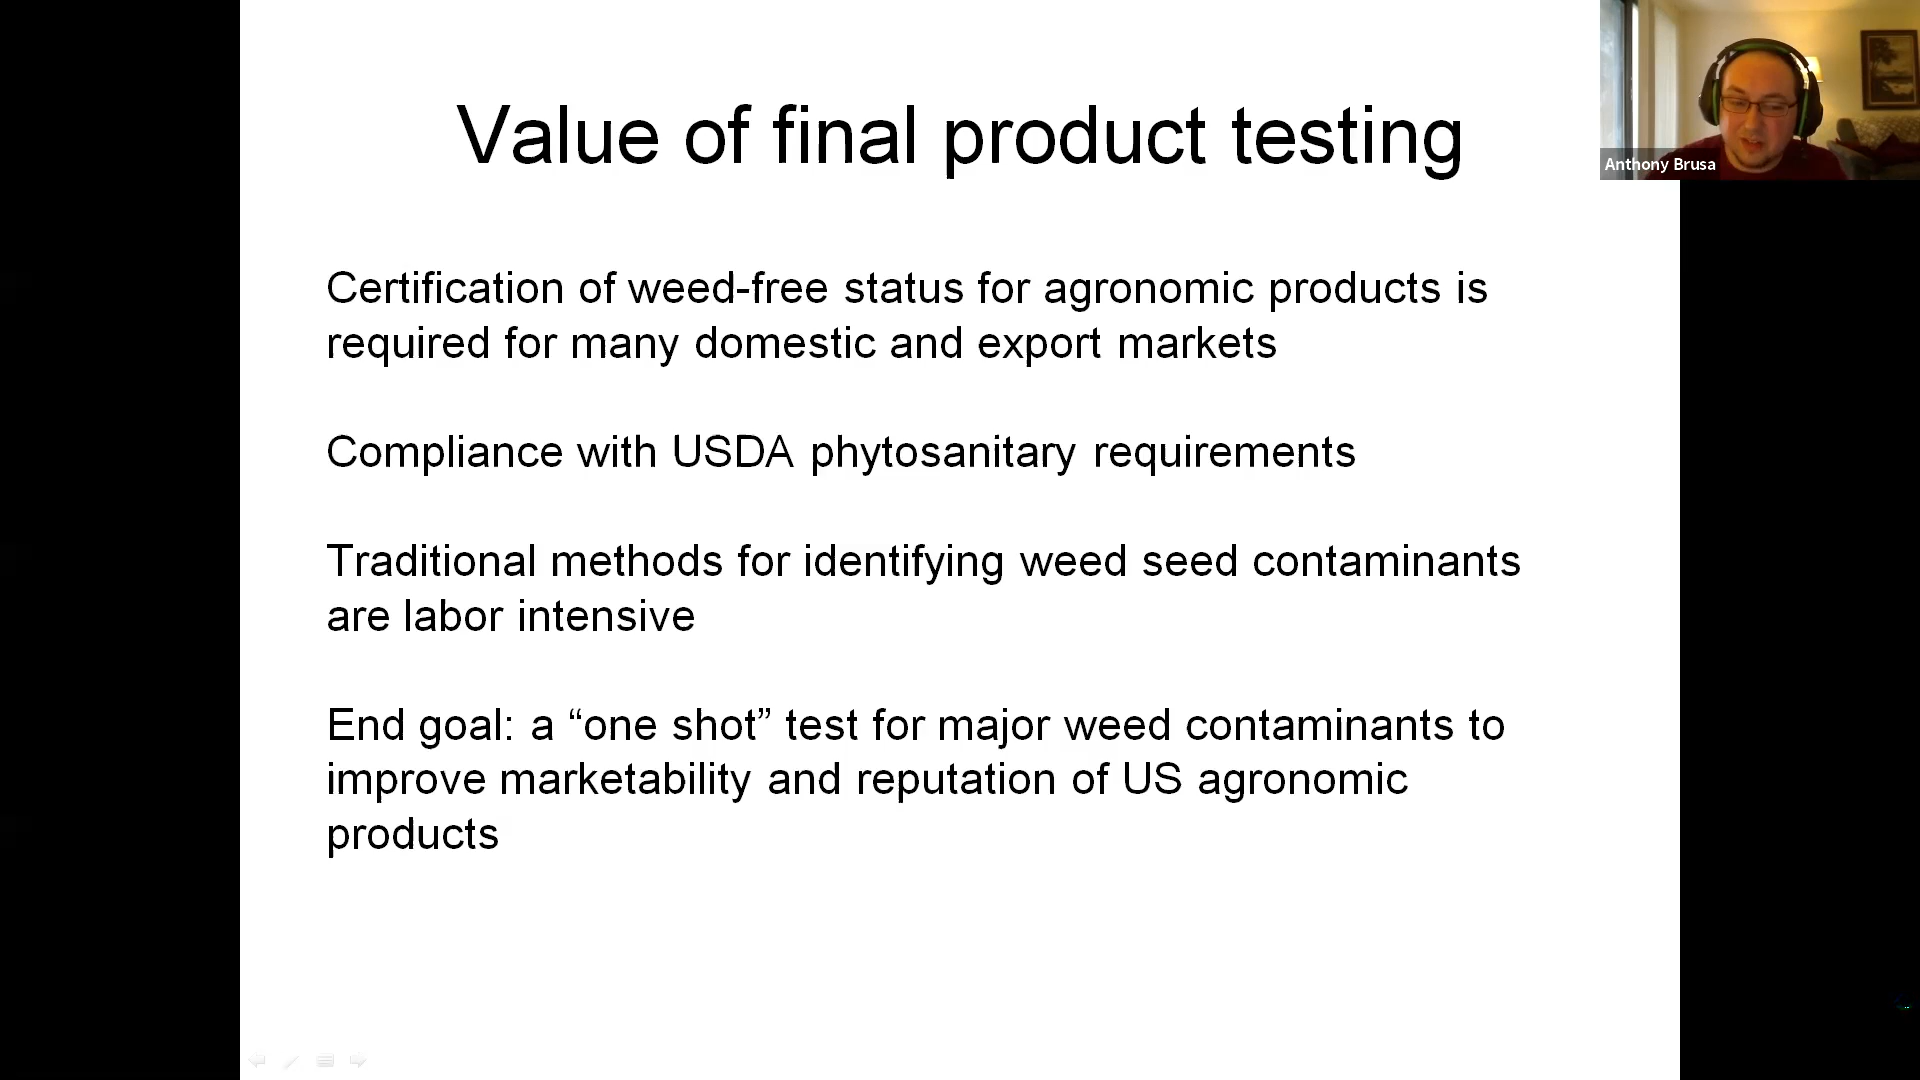 Value of final product testing
Anthony Brusa
Certification of weed-free status for agronomic products is
required for many domestic and export markets
Compliance with USDA phytosanitary requirements
Traditional methods for identifying weed seed contaminants
are labor intensive
End goal: a “one shot” test for major weed contaminants to
improve marketability and reputation of US agronomic
products